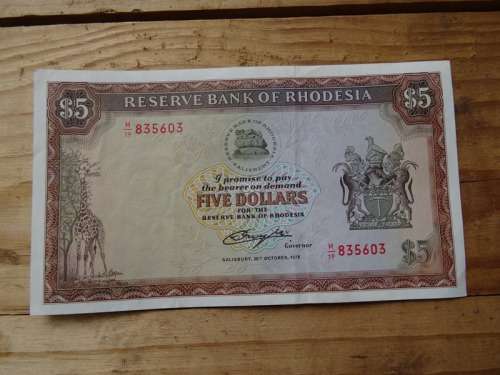 $5
RESERVE BANK OF RHODESIA
$5
H/19 835603
I promise to pay
the bearer on demand
FIVE DOLLARS
FOR THE
RESERVE BANK OF RHODESIA
Governor
H/19 835603
$5